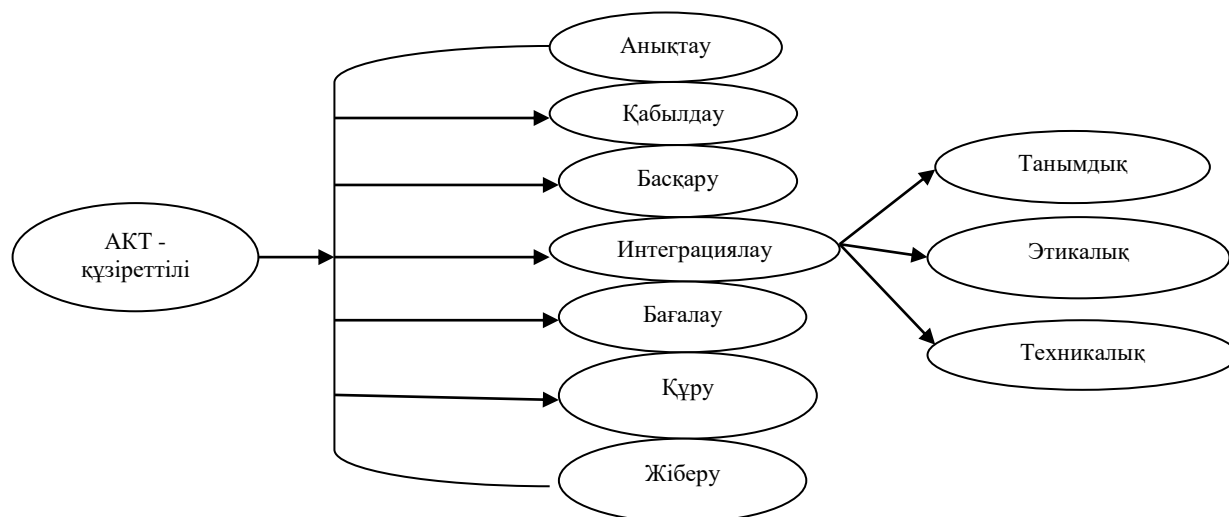 АКТ -
құзіреттілі
Анықтау
Қабылдау
Басқару
Интеграциялау
Бағалау
Құру
Жіберу
Танымдық
Этикалық
Техникалық